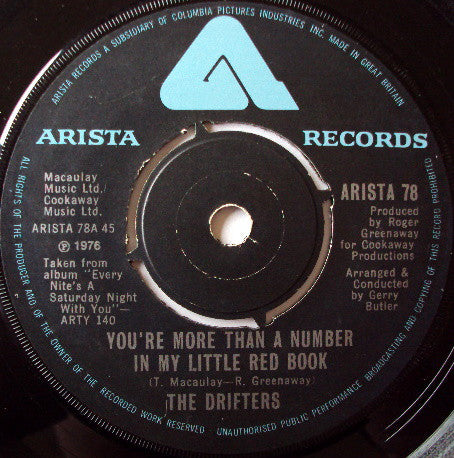 ARISTA RECORDS A SUBSIDIARY OF COLUMBIA PICTURES INDUSTRIES INC. MADE IN GREAT BRITAIN
ARISTA RECORDS
Macaulay
Music Ltd./
Cookaway
Music Ltd.
ARISTA 78A 45
Ⓟ 1976
Taken from
album "Every
Nite's A
Saturday Night
With You"—
ARTY 140
ARISTA 78
Produced by
Roger
Greenaway
for Cookaway
Productions
Arranged &
Conducted
by Gerry
Butler
YOU'RE MORE THAN A NUMBER
IN MY LITTLE RED BOOK
(T. Macaulay—R. Greenaway)
THE DRIFTERS
ALL RIGHTS OF THE PRODUCER AND OF THE OWNER OF THE RECORDED WORK RESERVED UNAUTHORISED PUBLIC PERFORMANCE BROADCASTING AND COPYING OF THIS RECORD PROHIBITED